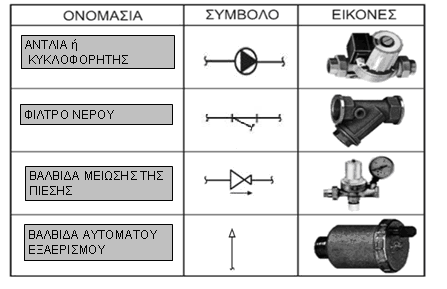 ΟΝΟΜΑΣΙΑ ΣΥΜΒΟΛΟ ΕΙΚΟΝΕΣ
ΑΝΤΛΙΑ ή
ΚΥΚΛΟΦΟΡΗΤΗΣ
ΦΙΛΤΡΟ ΝΕΡΟΥ
ΒΑΛΒΙΔΑ ΜΕΙΩΣΗΣ ΤΗΣ
ΠΙΕΣΗΣ
ΒΑΛΒΙΔΑ ΑΥΤΟΜΑΤΟΥ
ΕΞΑΕΡΙΣΜΟΥ